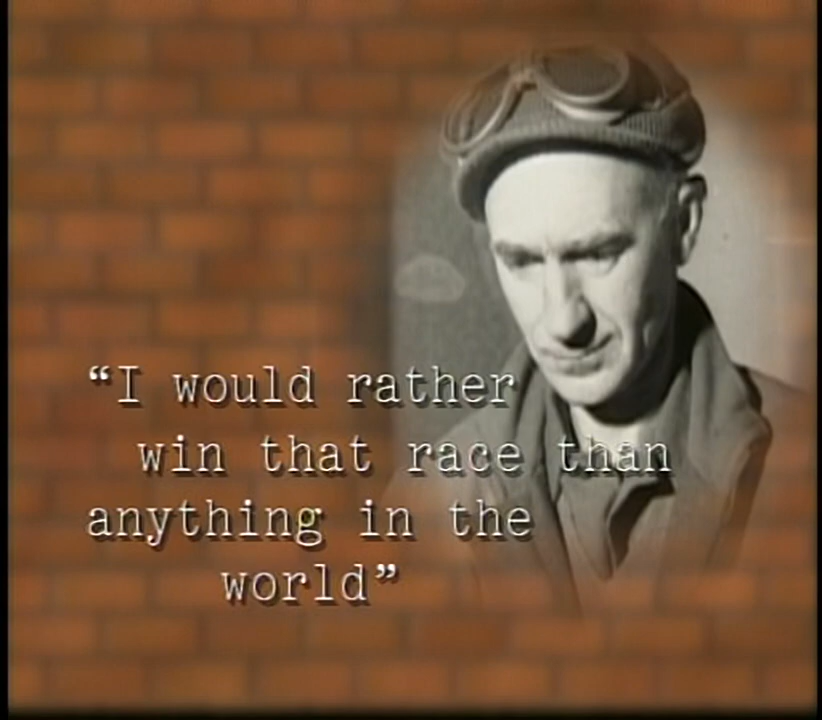 “I would rather
win that race than
anything in the
world”